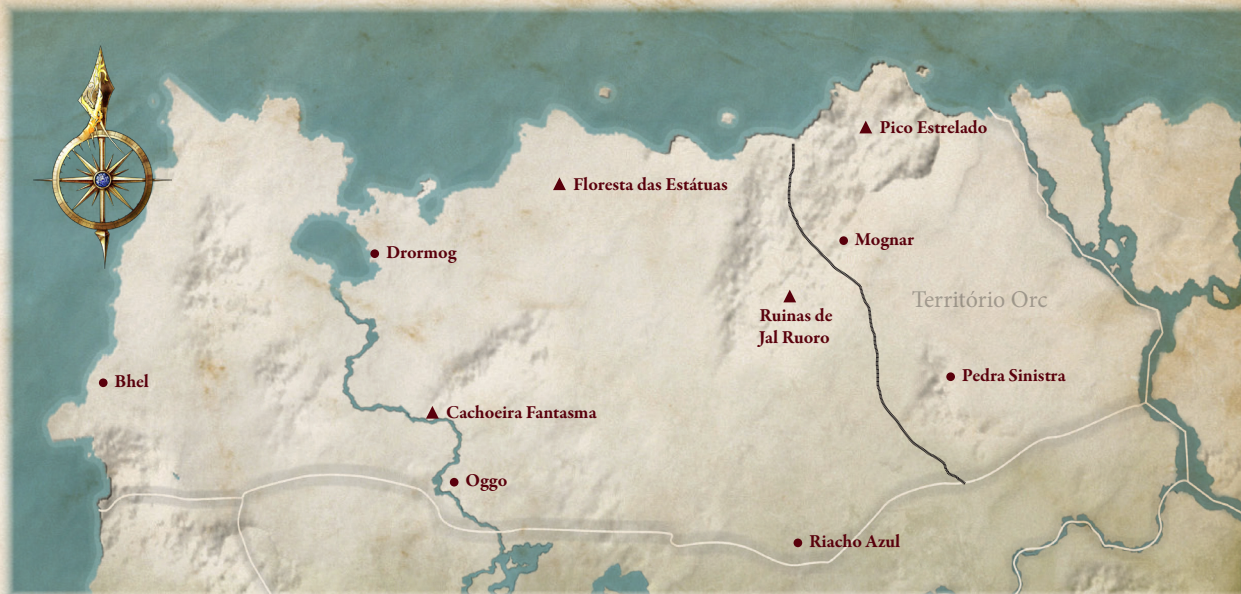 Pico Estrelado
Floresta das Estátuas
Mognar
Drormog
Território Orc
Ruinas de
Jal Ruoro
Pedra Sinistra
Bhel
Cachoeira Fantasma
Oggo
Riacho Azul